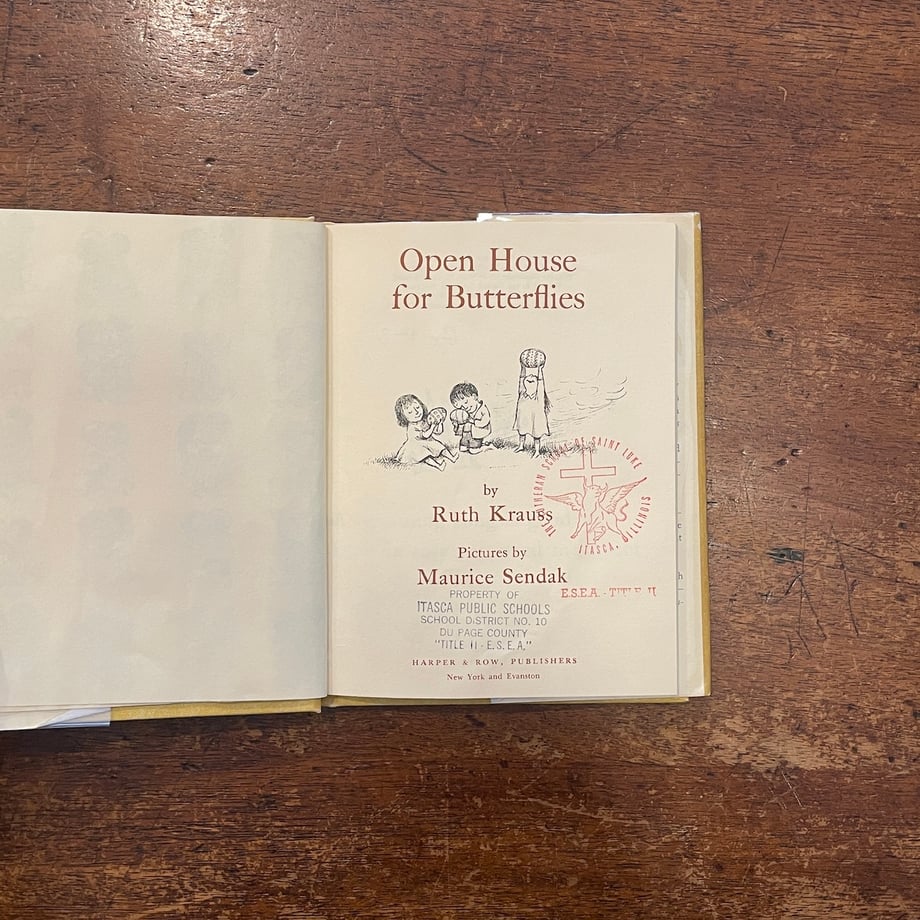 Open House
for Butterflies
THE LUTHERAN SCHOOL OF SAINT LUKE
ITASCA, ILLINOIS
by
Ruth Krauss
Pictures by
Maurice Sendak
E.S.E.A. - TITLE II
PROPERTY OF
ITASCA PUBLIC SCHOOLS
SCHOOL DISTRICT NO. 10
DU PAGE COUNTY
"TITLE II - E.S.E.A."
HARPER & ROW, PUBLISHERS
New York and Evanston